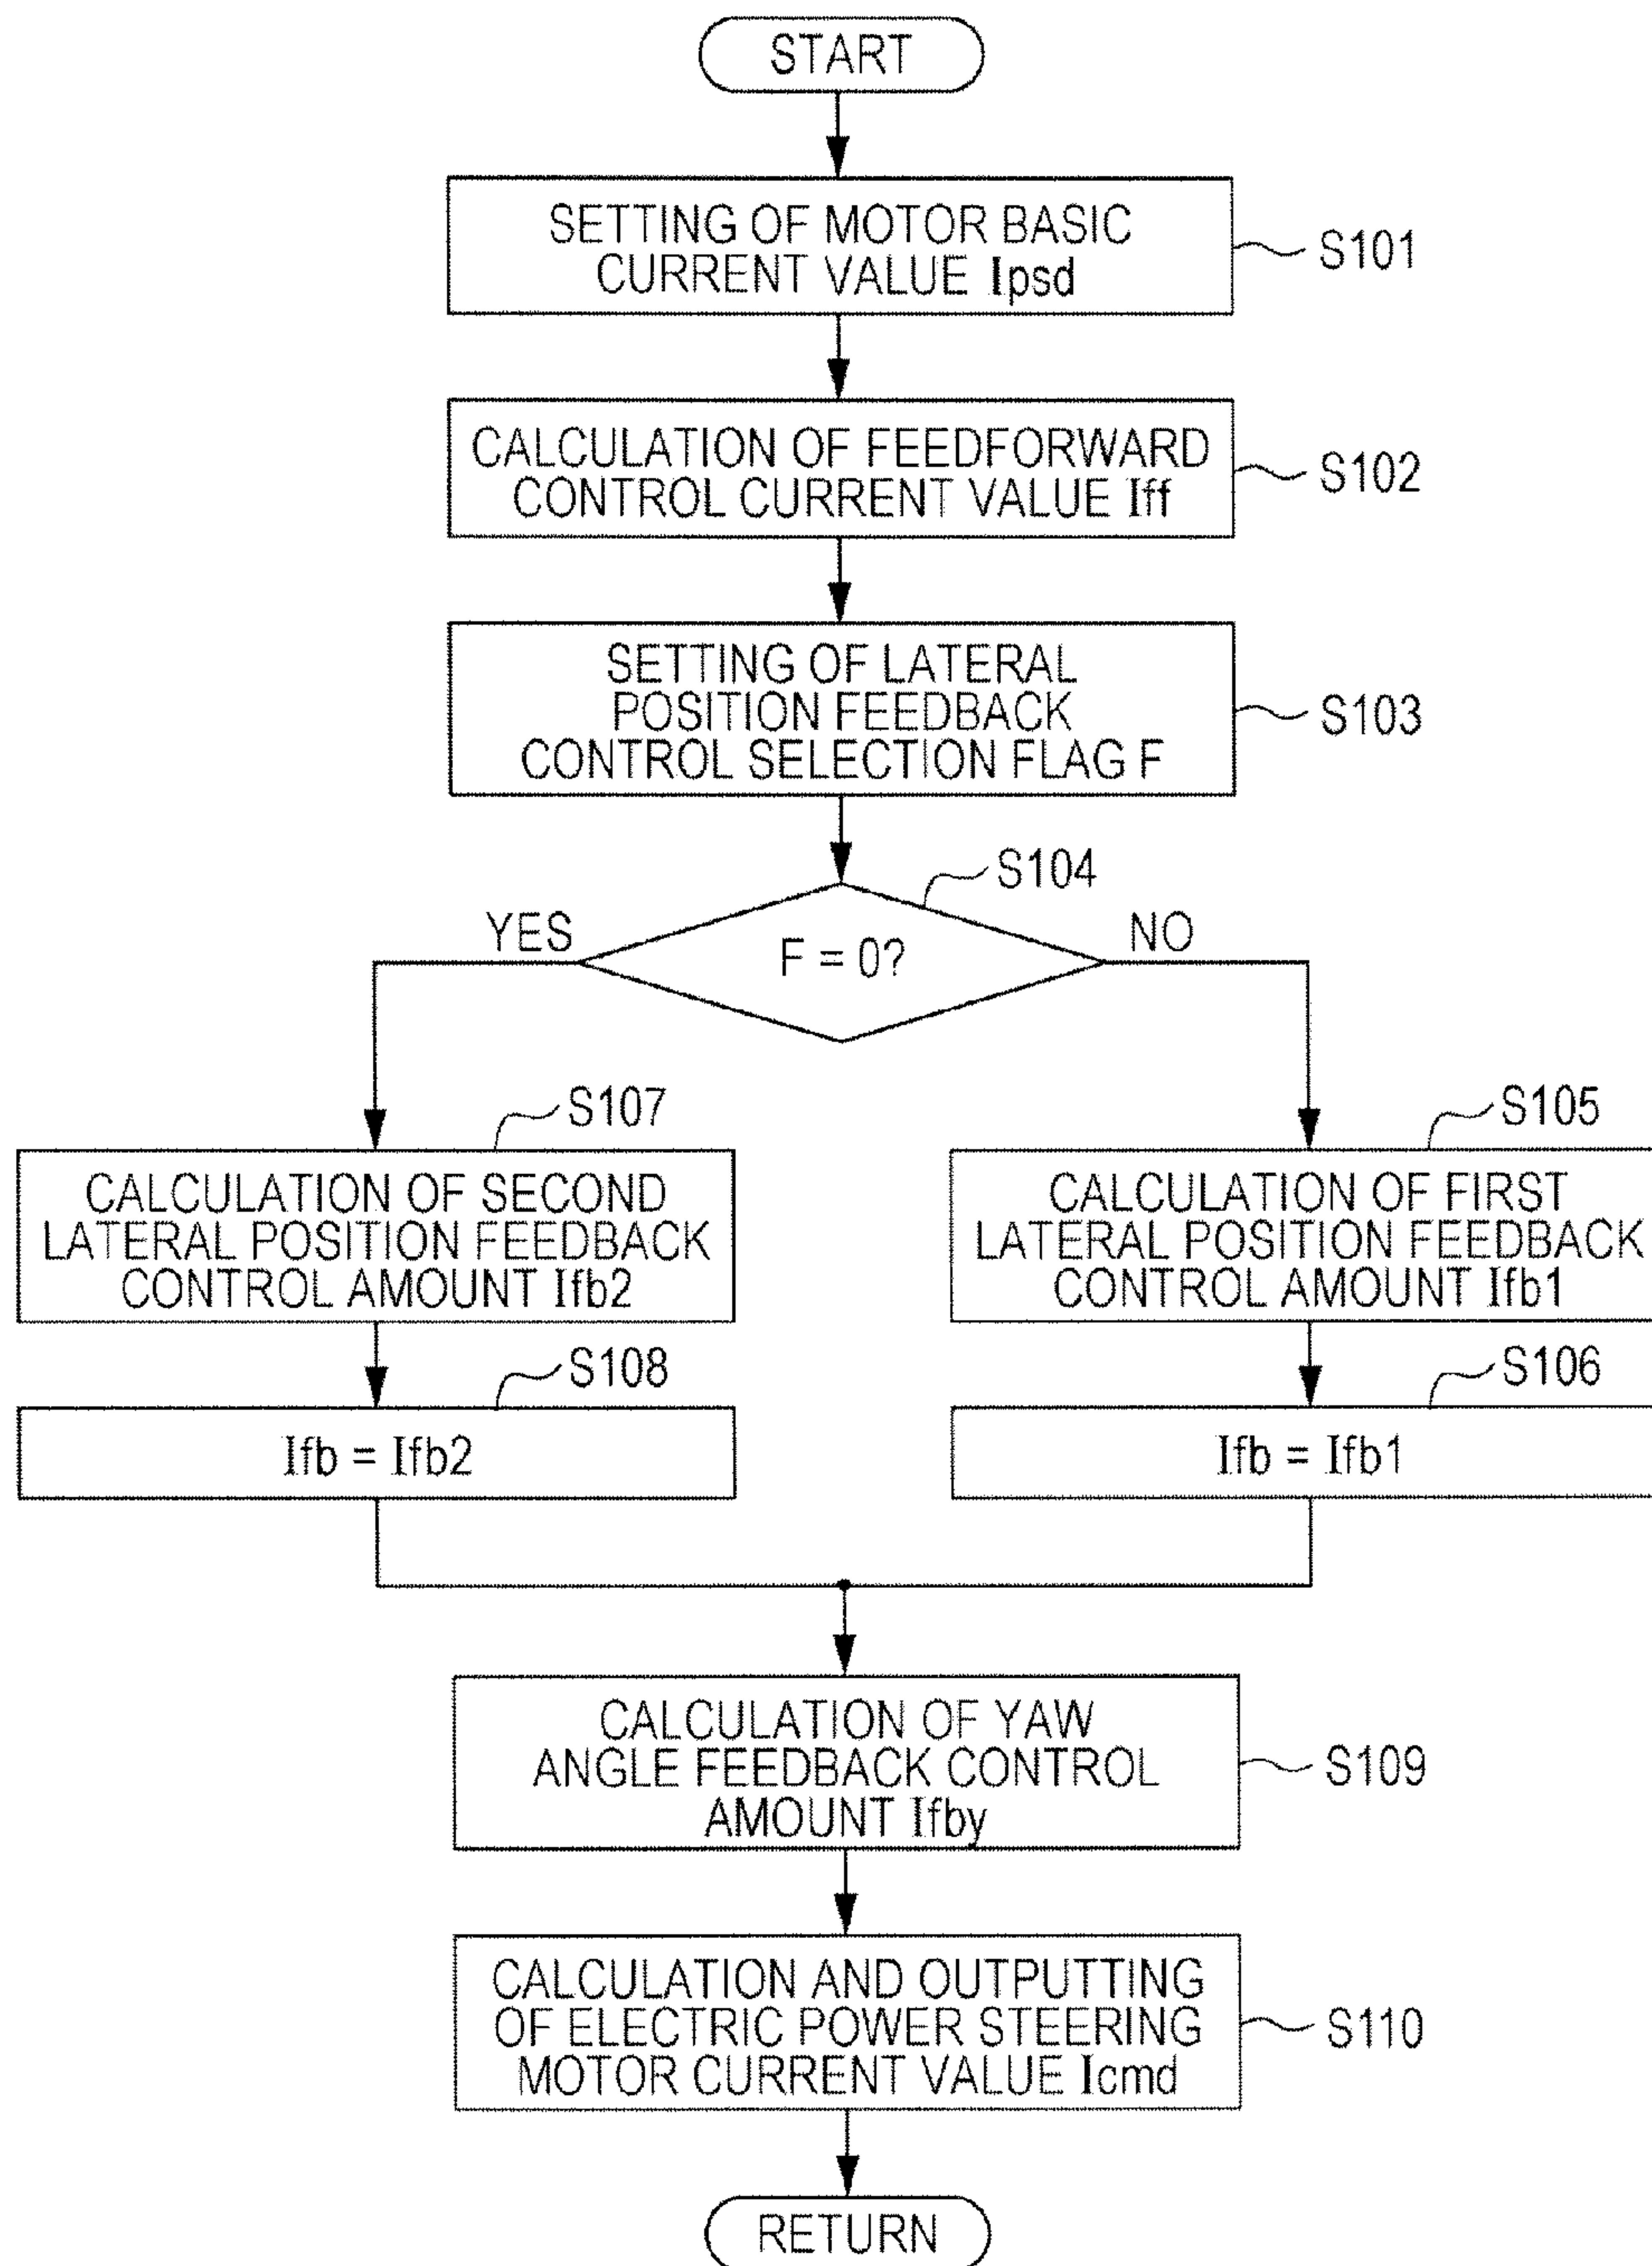 START
SETTING OF MOTOR BASIC
CURRENT VALUE Ipsd
S101
CALCULATION OF FEEDFORWARD
CONTROL CURRENT VALUE Iff
S102
SETTING OF LATERAL
POSITION FEEDBACK
CONTROL SELECTION FLAG F
S103
S104
YES
F = 0?
NO
S107
CALCULATION OF SECOND
LATERAL POSITION FEEDBACK
CONTROL AMOUNT Ifb2
S105
CALCULATION OF FIRST
LATERAL POSITION FEEDBACK
CONTROL AMOUNT Ifb1
S108
Ifb = Ifb2
S106
Ifb = Ifb1
CALCULATION OF YAW
ANGLE FEEDBACK CONTROL
AMOUNT Ifby
S109
CALCULATION AND OUTPUTTING
OF ELECTRIC POWER STEERING
MOTOR CURRENT VALUE Icmd
S110
RETURN